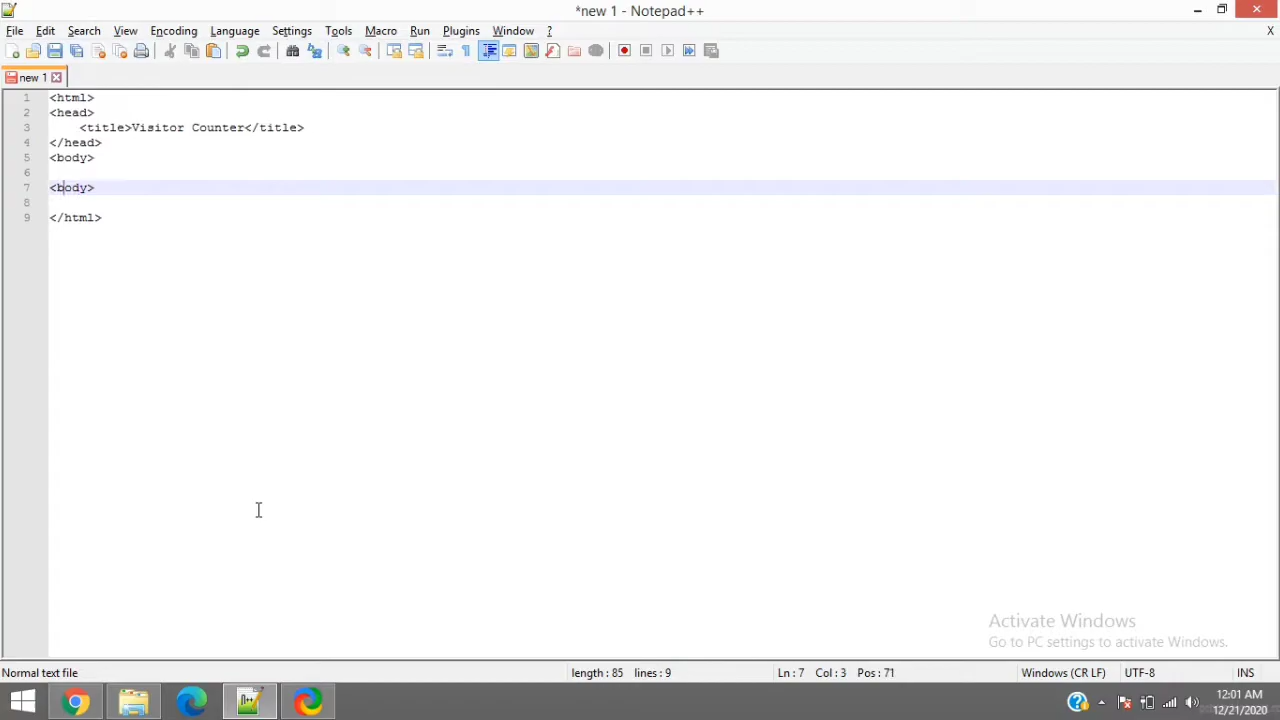 *new 1 - Notepad++
File Edit Search View Encoding Language Settings Tools Macro Run Plugins Window ? X
new 1
1 <html>
2 <head>
3 <title>Visitor Counter</title>
4 </head>
5 <body>
6
7 <body>
8
9 </html>
Activate Windows
Go to PC settings to activate Windows.
Normal text file length : 85 lines : 9 Ln : 7 Col : 3 Pos : 71 Windows (CR LF) UTF-8 INS
12:01 AM
12/21/2020